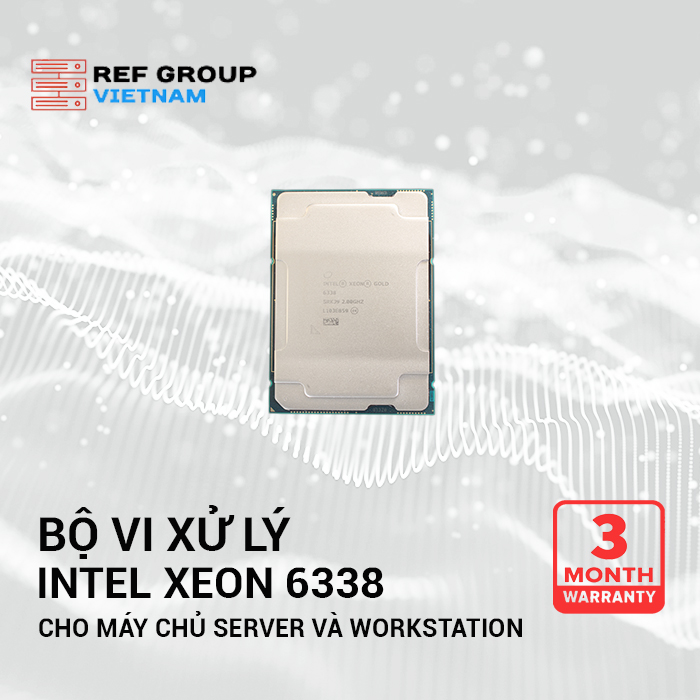 REF GROUP
VIETNAM
BỘ VI XỬ LÝ
INTEL XEON 6338
CHO MÁY CHỦ SERVER VÀ WORKSTATION
3
MONTH
WARRANTY